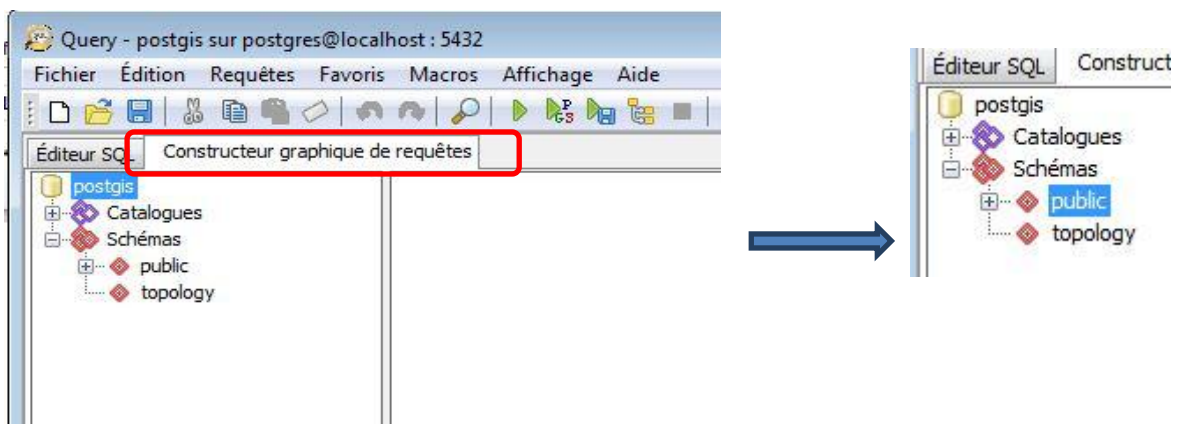 Query - postgis sur postgres@localhost : 5432
Fichier Édition Requêtes Favoris Macros Affichage Aide
Éditeur SQL Constructeur graphique de requêtes
postgis
Catalogues
Schémas
public
topology
Éditeur SQL Construct
postgis
Catalogues
Schémas
public
topology